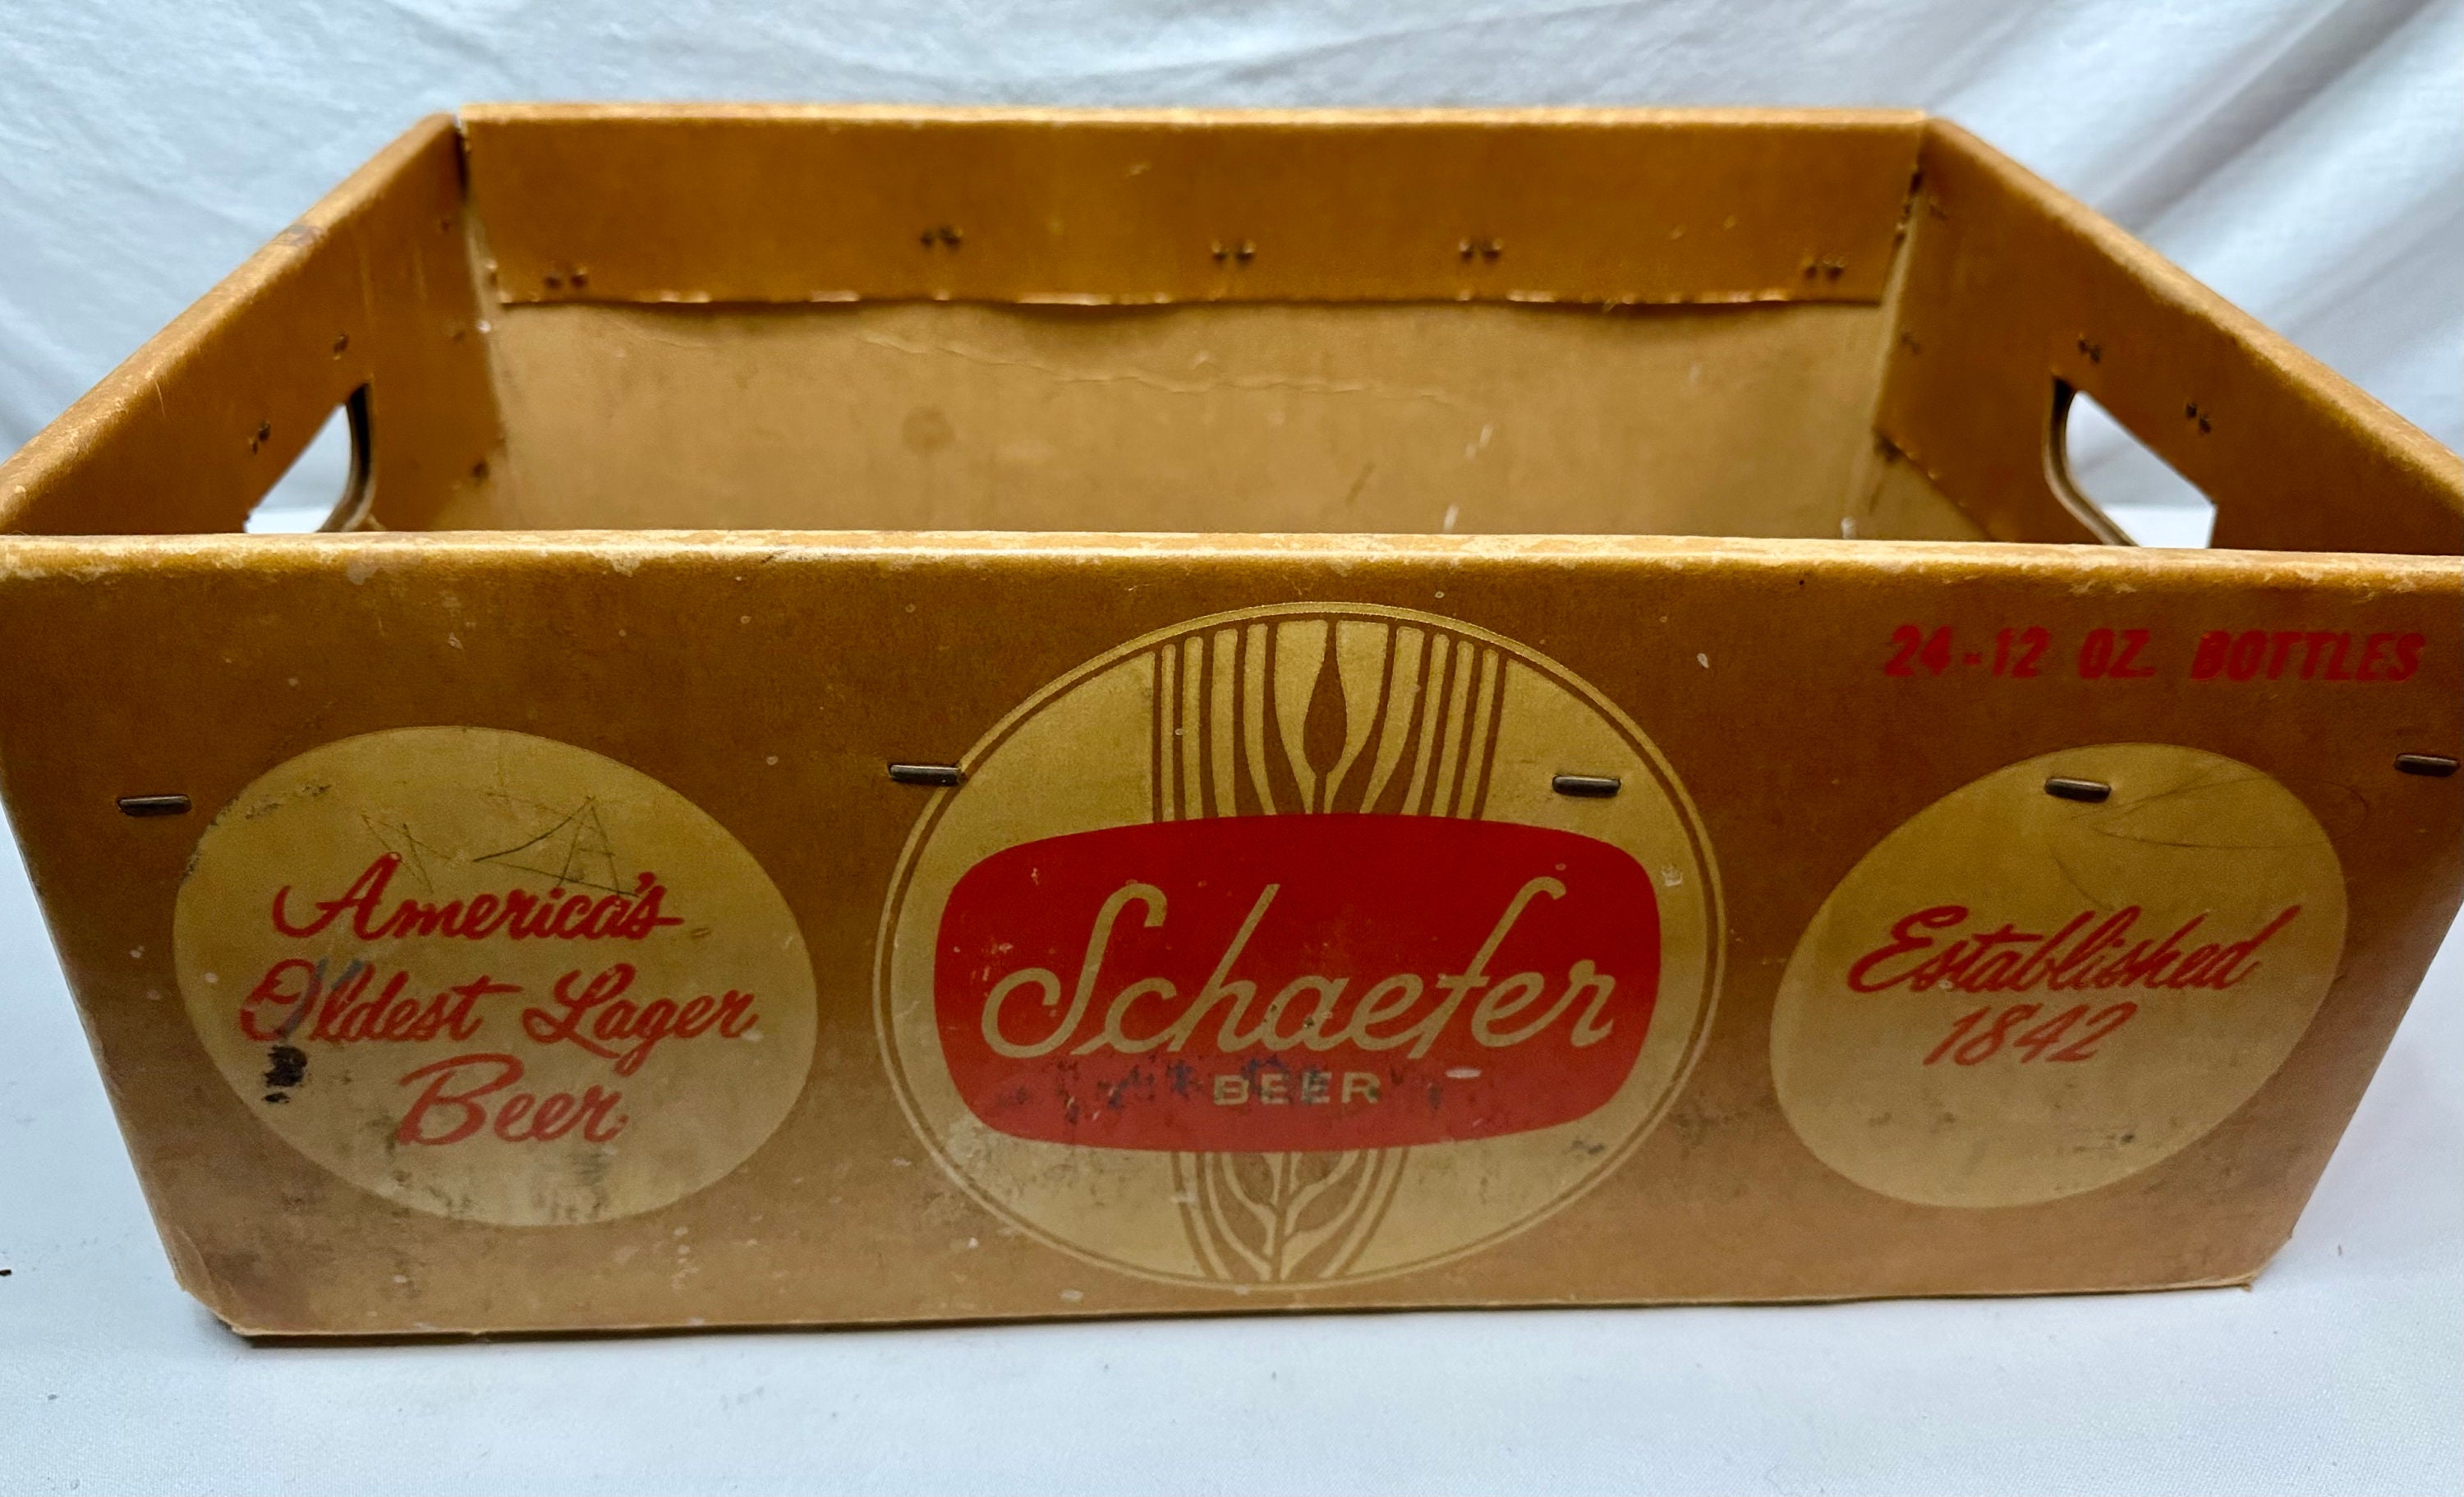 24-12 OZ. BOTTLES
America's
Oldest Lager
Beer
Schaefer
BEER
Established
1842